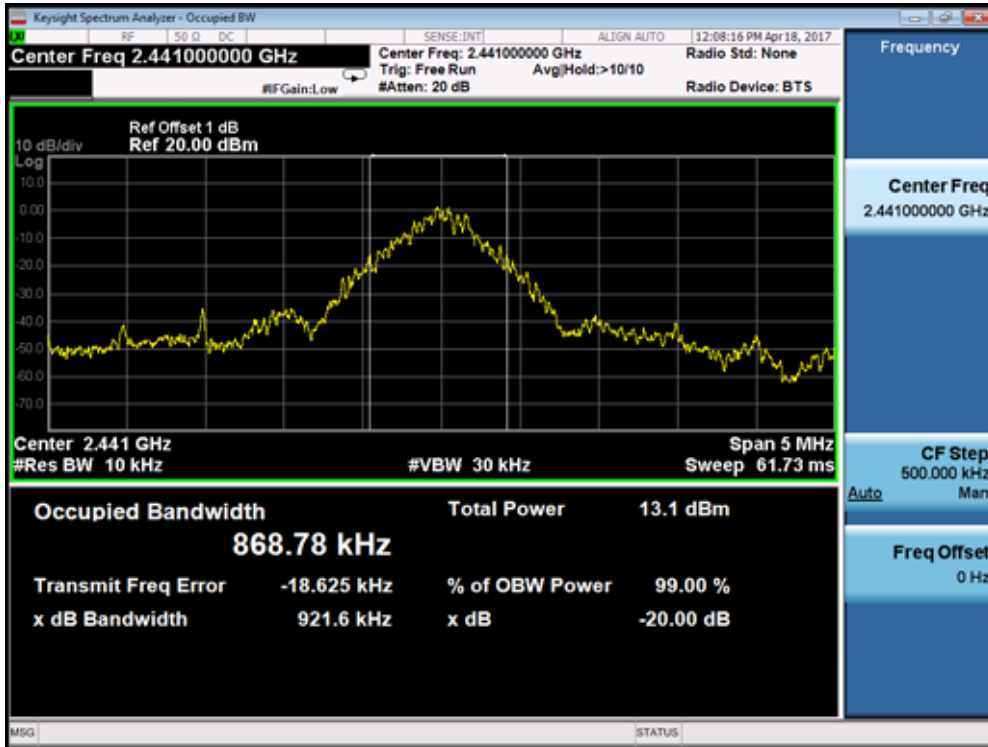 Keysight Spectrum Analyzer - Occupied BW
LXI RF 50 Ω DC SENSE:INT ALIGN AUTO 12:08:16 PM Apr 18, 2017
Center Freq 2.441000000 GHz
Center Freq: 2.441000000 GHz
Radio Std: None
Trig: Free Run Avg|Hold:>10/10
#IFGain:Low
#Atten: 20 dB
Radio Device: BTS
Ref Offset 1 dB
10 dB/div Ref 20.00 dBm
Log
10.0
0.00
-10.0
-20.0
-30.0
-40.0
-50.0
-60.0
-70.0
Center 2.441 GHz
Span 5 MHz
#Res BW 10 kHz
#VBW 30 kHz
Sweep 61.73 ms
Occupied Bandwidth
Total Power 13.1 dBm
868.78 kHz
Transmit Freq Error -18.625 kHz
% of OBW Power 99.00 %
x dB Bandwidth 921.6 kHz
x dB -20.00 dB
MSG
STATUS
Frequency
Center Freq
2.441000000 GHz
CF Step
500.000 kHz
Auto Man
Freq Offset
0 Hz